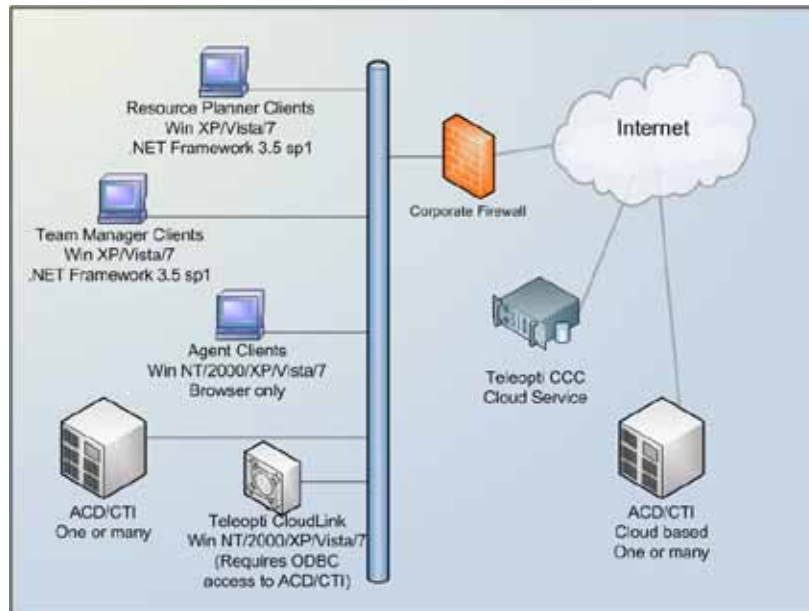 Resource Planner Clients
Win XP/Vista/7
.NET Framework 3.5 sp1
Internet
Corporate Firewall
Team Manager Clients
Win XP/Vista/7
.NET Framework 3.5 sp1
Agent Clients
Win NT/2000/XP/Vista/7
Browser only
Teleopti CCC
Cloud Service
ACD/CTI
One or many
Teleopti CloudLink
Win NT/2000/XP/Vista/7
(Requires ODBC
access to ACD/CTI)
ACD/CTI
Cloud based
One or many